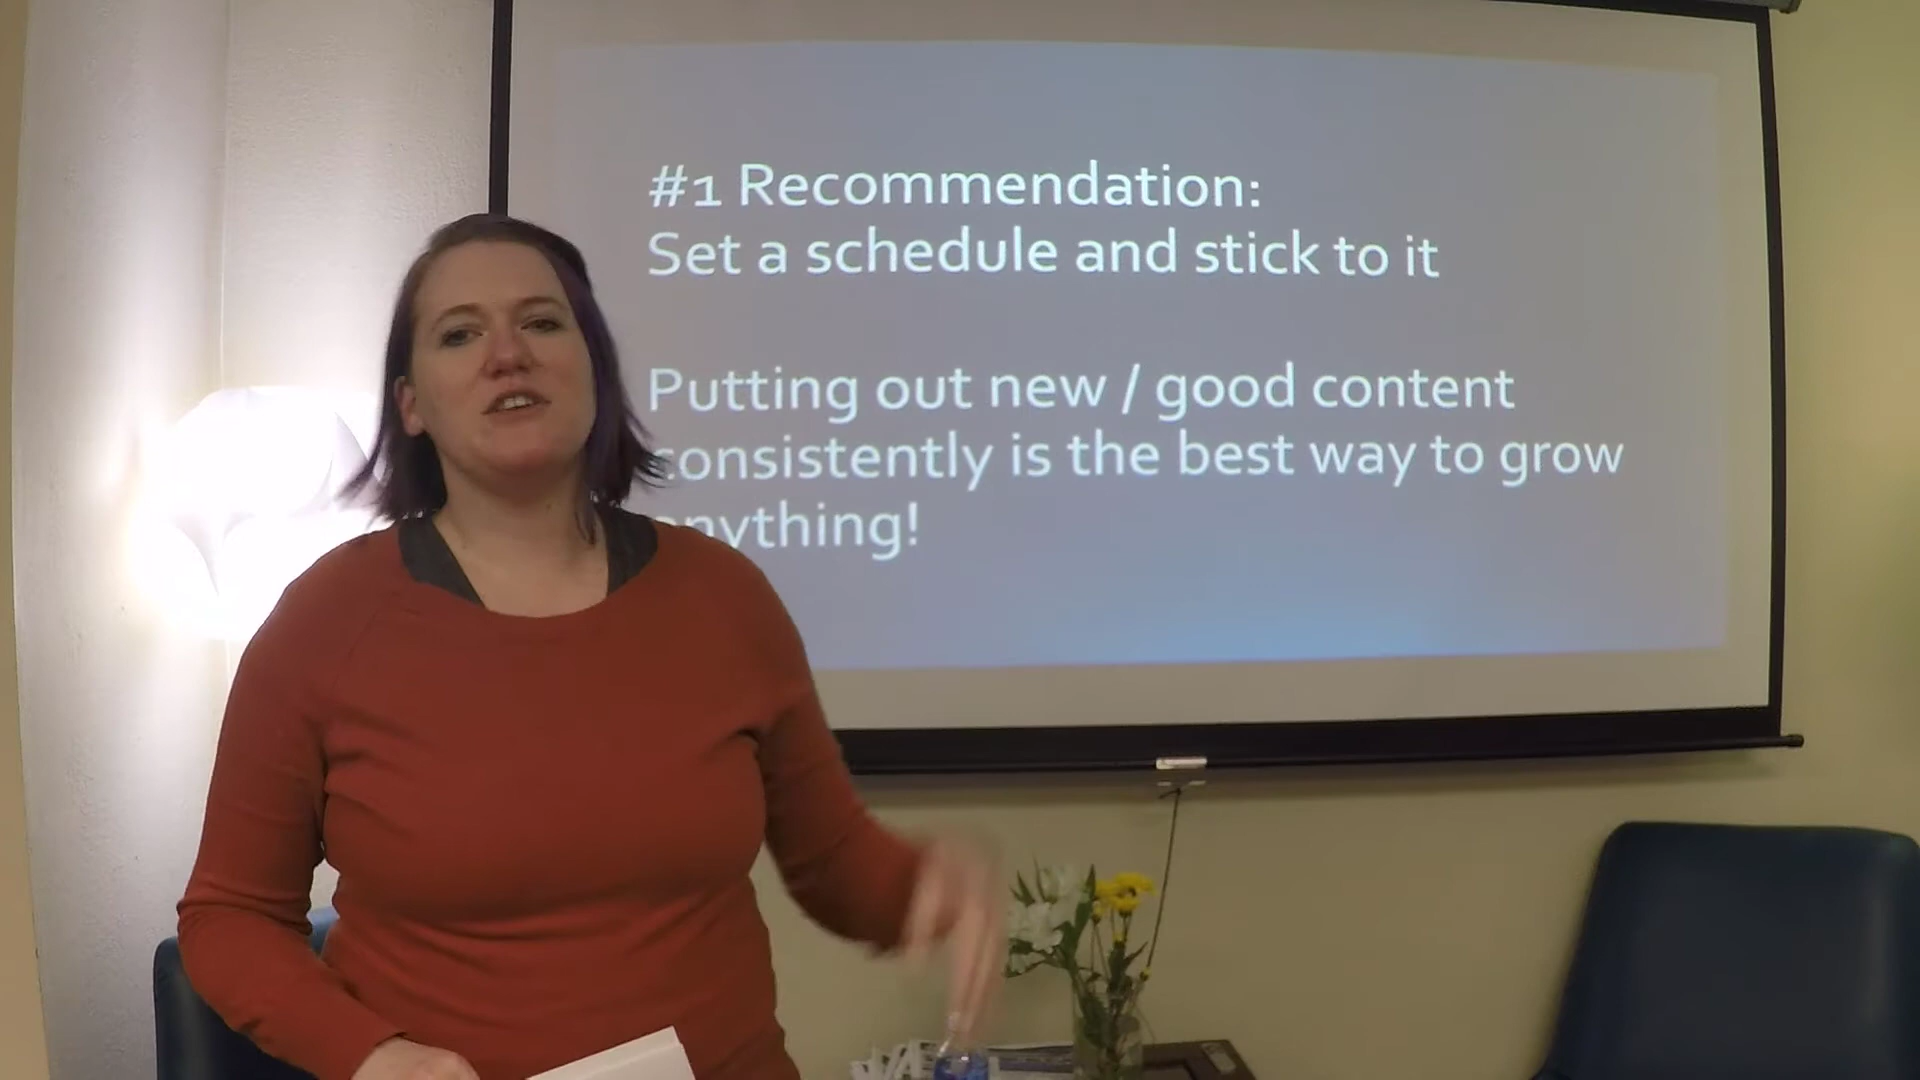 #1 Recommendation:
Set a schedule and stick to it
Putting out new / good content
consistently is the best way to grow
anything!